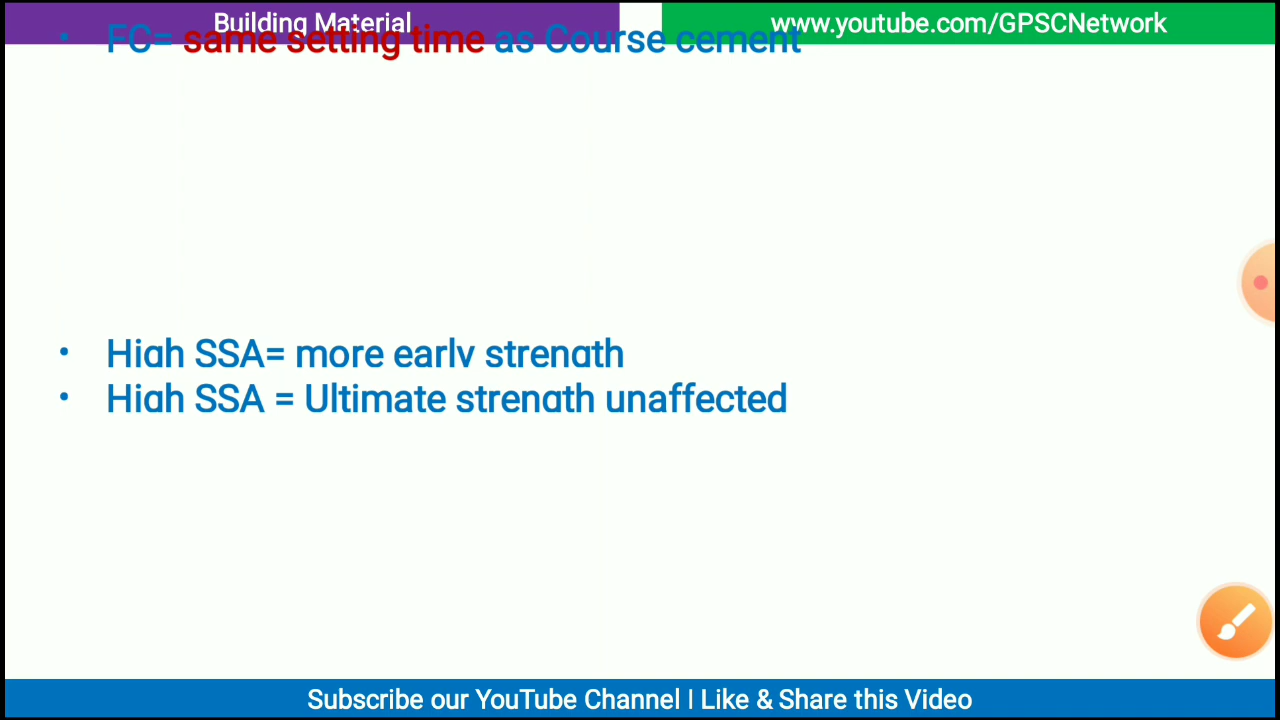 Building Material
www.youtube.com/GPSCNetwork
• FC= same setting time as Course cement
• High SSA= more early strength
• High SSA = Ultimate strength unaffected
Subscribe our YouTube Channel | Like & Share this Video